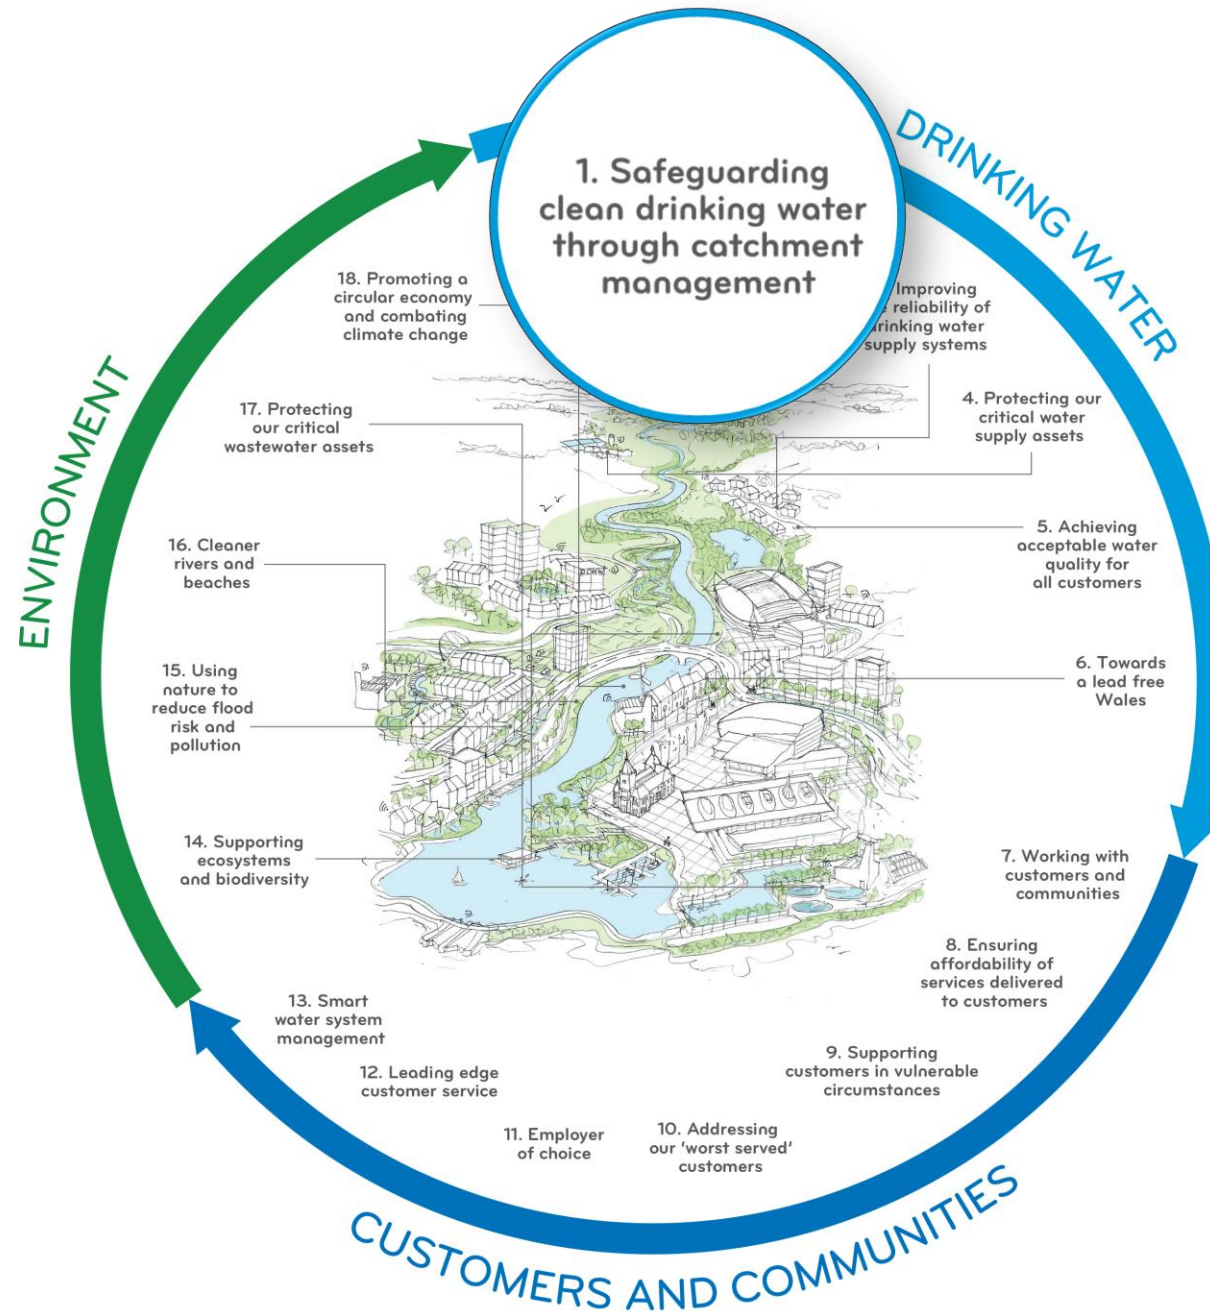 DRINKING WATER
1. Safeguarding
clean drinking water
through catchment
management
Improving
reliability of
drinking water
supply systems
4. Protecting our
critical water
supply assets
5. Achieving
acceptable water
quality for
all customers
6. Towards
a lead free
Wales
7. Working with
customers and
communities
8. Ensuring
affordability of
services delivered
to customers
9. Supporting
customers in vulnerable
circumstances
10. Addressing
our ‘worst served’
customers
11. Employer
of choice
12. Leading edge
customer service
13. Smart
water system
management
CUSTOMERS AND COMMUNITIES
14. Supporting
ecosystems
and biodiversity
15. Using
nature to
reduce flood
risk and
pollution
16. Cleaner
rivers and
beaches
17. Protecting
our critical
wastewater assets
18. Promoting a
circular economy
and combating
climate change
ENVIRONMENT